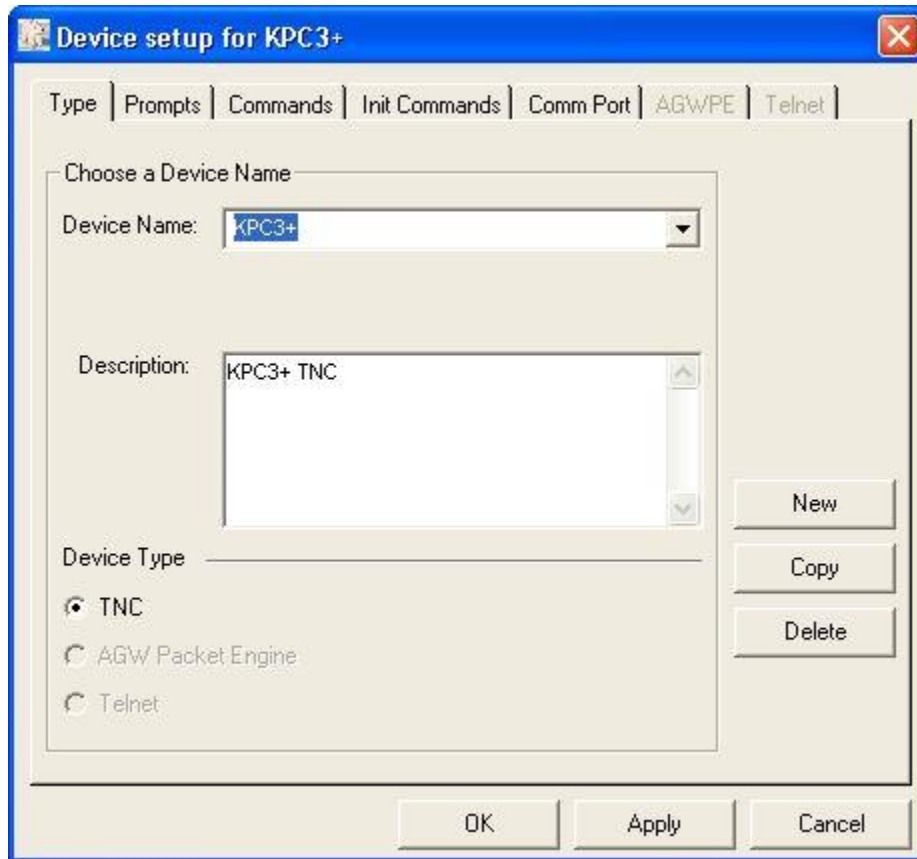 Device setup for KPC3+
Type Prompts Commands Init Commands Comm Port AGWPE Telnet
Choose a Device Name
Device Name: KPC3+
Description: KPC3+ TNC
New
Device Type
Copy
TNC
Delete
AGW Packet Engine
Telnet
OK Apply Cancel